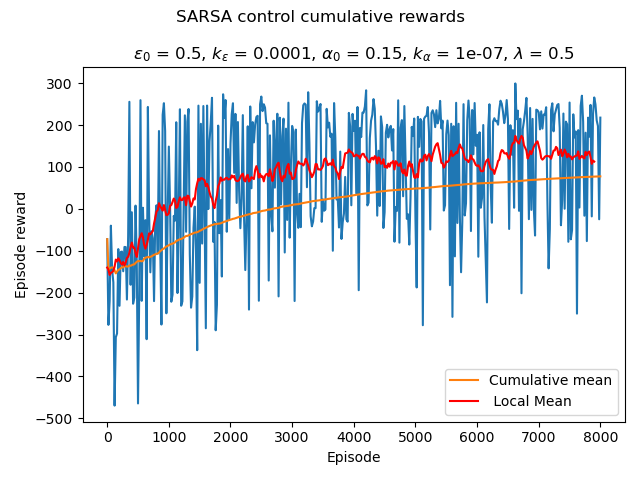 SARSA control cumulative rewards
ε₀ = 0.5, kε = 0.0001, α₀ = 0.15, kα = 1e-07, λ = 0.5
Episode reward
300
200
100
0
−100
−200
−300
−400
−500
0 1000 2000 3000 4000 5000 6000 7000 8000
Episode
Cumulative mean
Local Mean